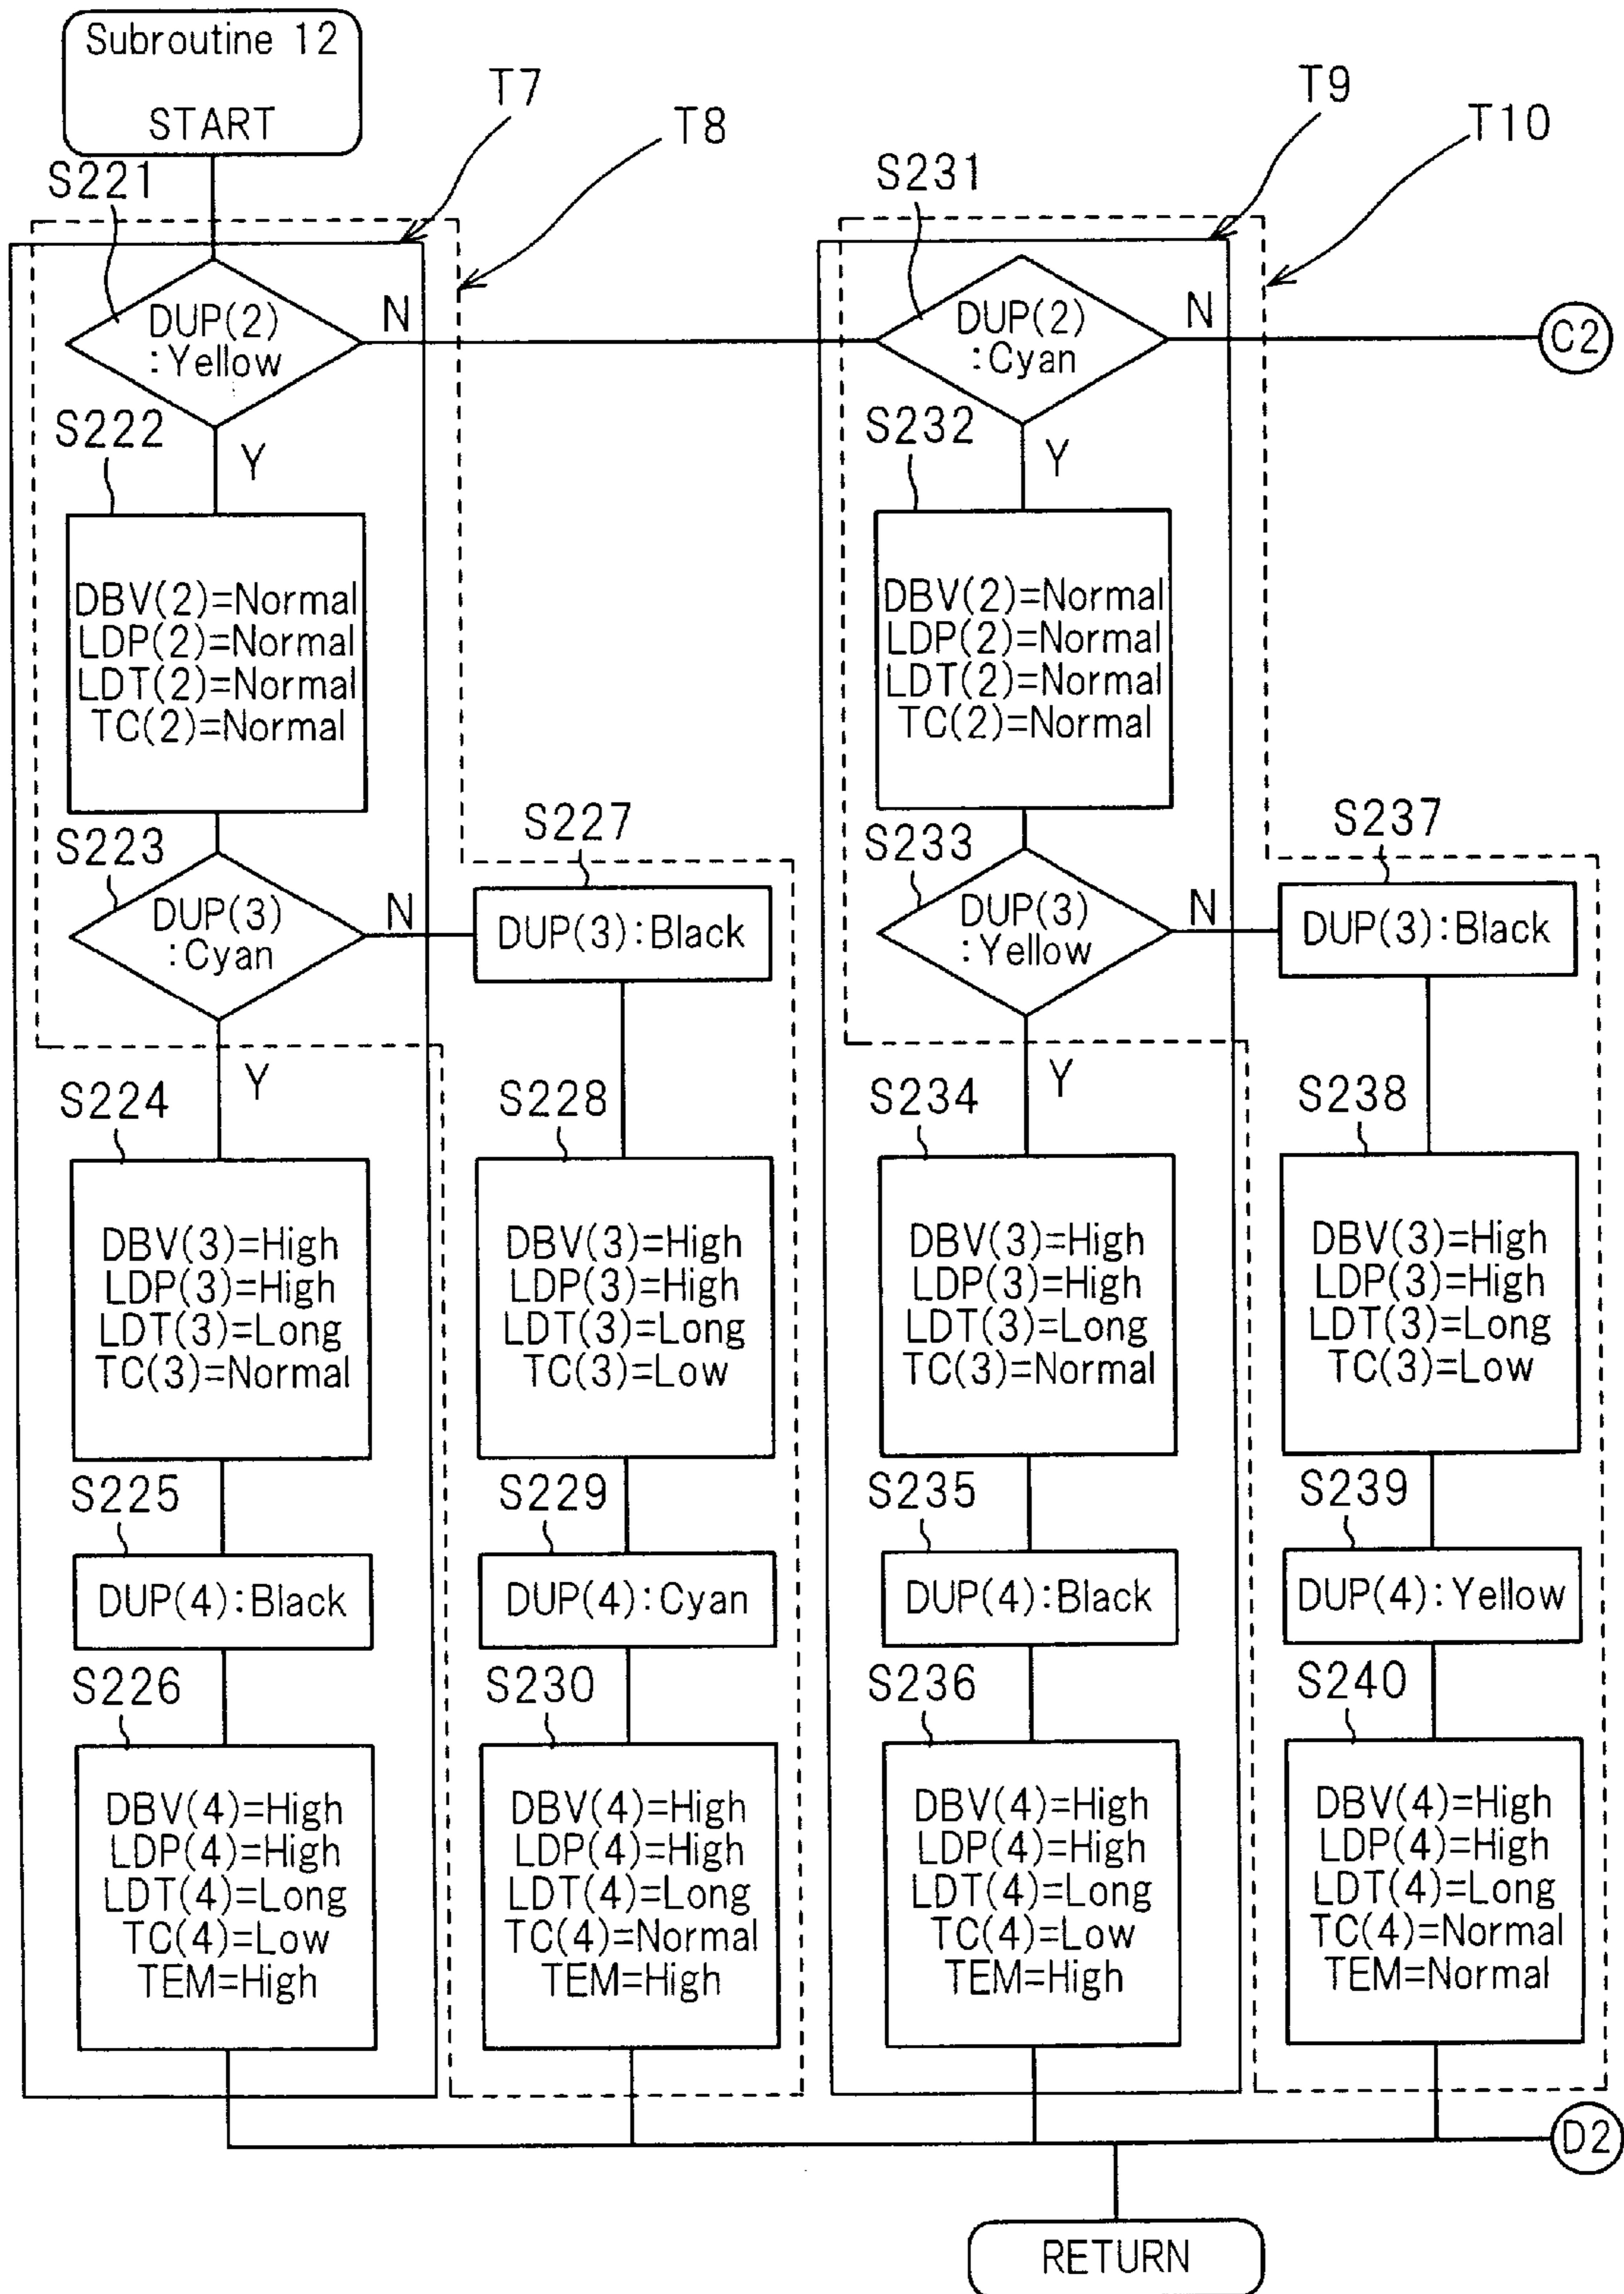 Subroutine 12
START
T7
T8
T9
T10
S221
DUP(2)
:Yellow
N
Y
S231
DUP(2)
:Cyan
N
Y
C2
S222
DBV(2)=Normal
LDP(2)=Normal
LDT(2)=Normal
TC(2)=Normal
S232
DBV(2)=Normal
LDP(2)=Normal
LDT(2)=Normal
TC(2)=Normal
S223
DUP(3)
:Cyan
N
Y
S227
DUP(3):Black
S233
DUP(3)
:Yellow
N
Y
S237
DUP(3):Black
S224
DBV(3)=High
LDP(3)=High
LDT(3)=Long
TC(3)=Normal
S228
DBV(3)=High
LDP(3)=High
LDT(3)=Long
TC(3)=Low
S234
DBV(3)=High
LDP(3)=High
LDT(3)=Long
TC(3)=Normal
S238
DBV(3)=High
LDP(3)=High
LDT(3)=Long
TC(3)=Low
S225
DUP(4):Black
S229
DUP(4):Cyan
S235
DUP(4):Black
S239
DUP(4):Yellow
S226
DBV(4)=High
LDP(4)=High
LDT(4)=Long
TC(4)=Low
TEM=High
S230
DBV(4)=High
LDP(4)=High
LDT(4)=Long
TC(4)=Normal
TEM=High
S236
DBV(4)=High
LDP(4)=High
LDT(4)=Long
TC(4)=Low
TEM=High
S240
DBV(4)=High
LDP(4)=High
LDT(4)=Long
TC(4)=Normal
TEM=Normal
D2
RETURN